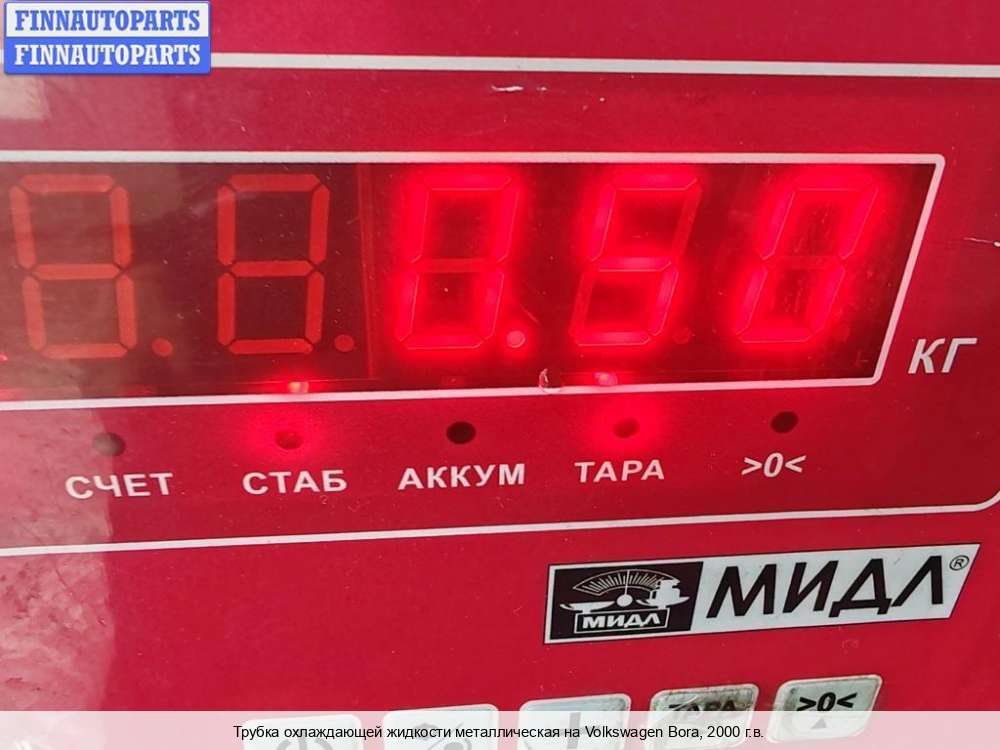 FINNAUTOPARTS
FINNAUTOPARTS
0.50
КГ
СЧЕТ СТАБ АККУМ ТАРА >0<
МИДЛ МИДЛ®
ТАРА >0<
Трубка охлаждающей жидкости металлическая на Volkswagen Bora, 2000 г.в.